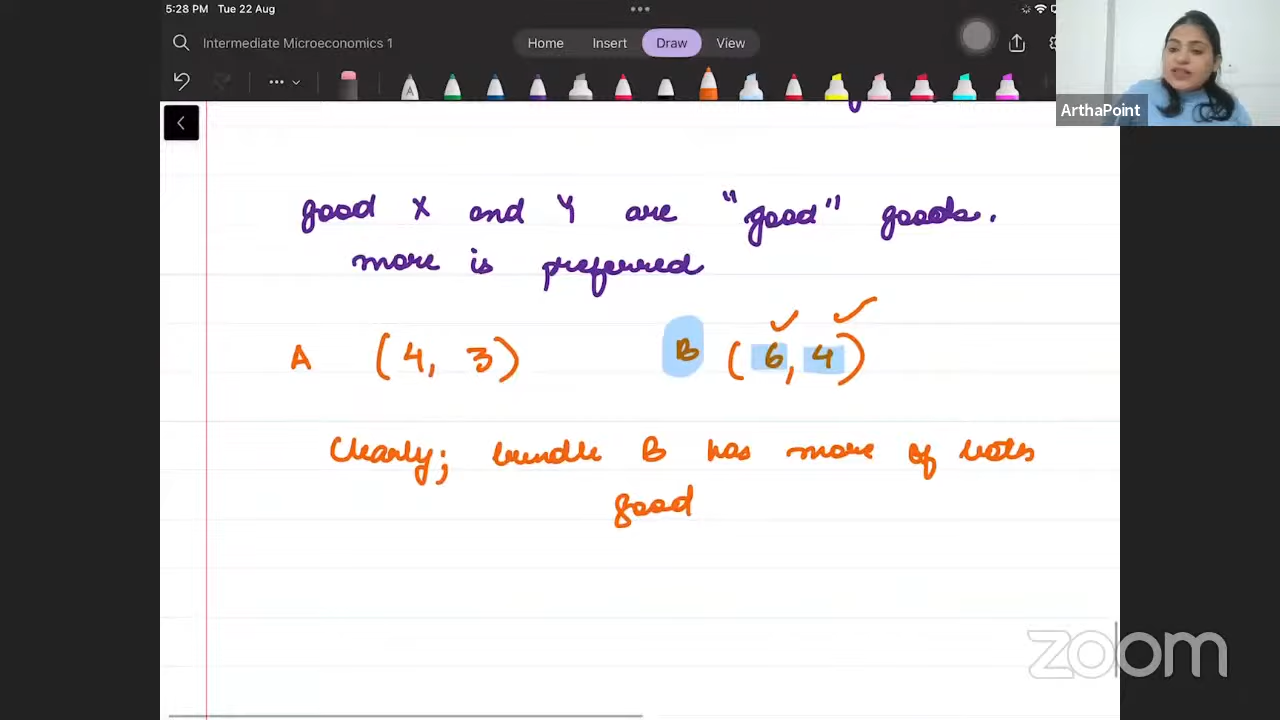 5:28 PM Tue 22 Aug
Intermediate Microeconomics 1
Home Insert Draw View
A
ArthaPoint
good X and Y are "good" goods.
more is preferred
A (4, 3) B (6, 4)
Clearly; bundle B has more of both
good
zoom